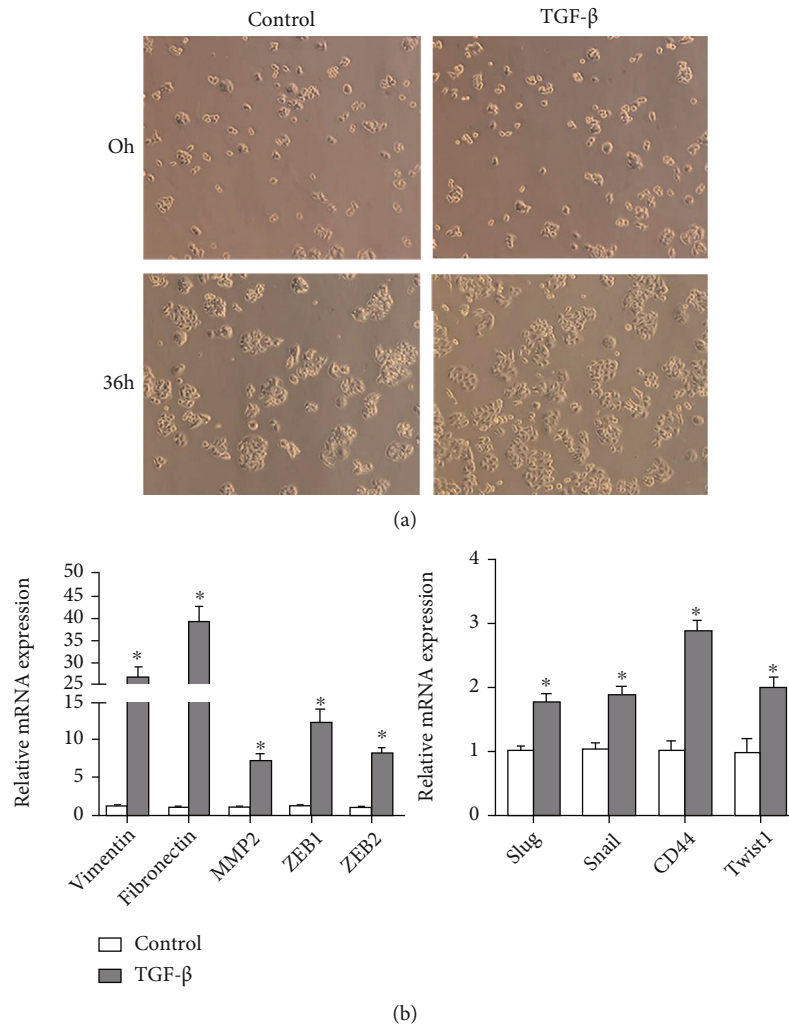 Control TGF-β
Oh
36h
(a)
Relative mRNA expression
50
45
40
35
30
25
15
10
5
0
* * * * *
Vimentin Fibronectin MMP2 ZEB1 ZEB2
Relative mRNA expression
4
3
2
1
0
* * * *
Slug Snail CD44 Twist1
Control
TGF-β
(b)